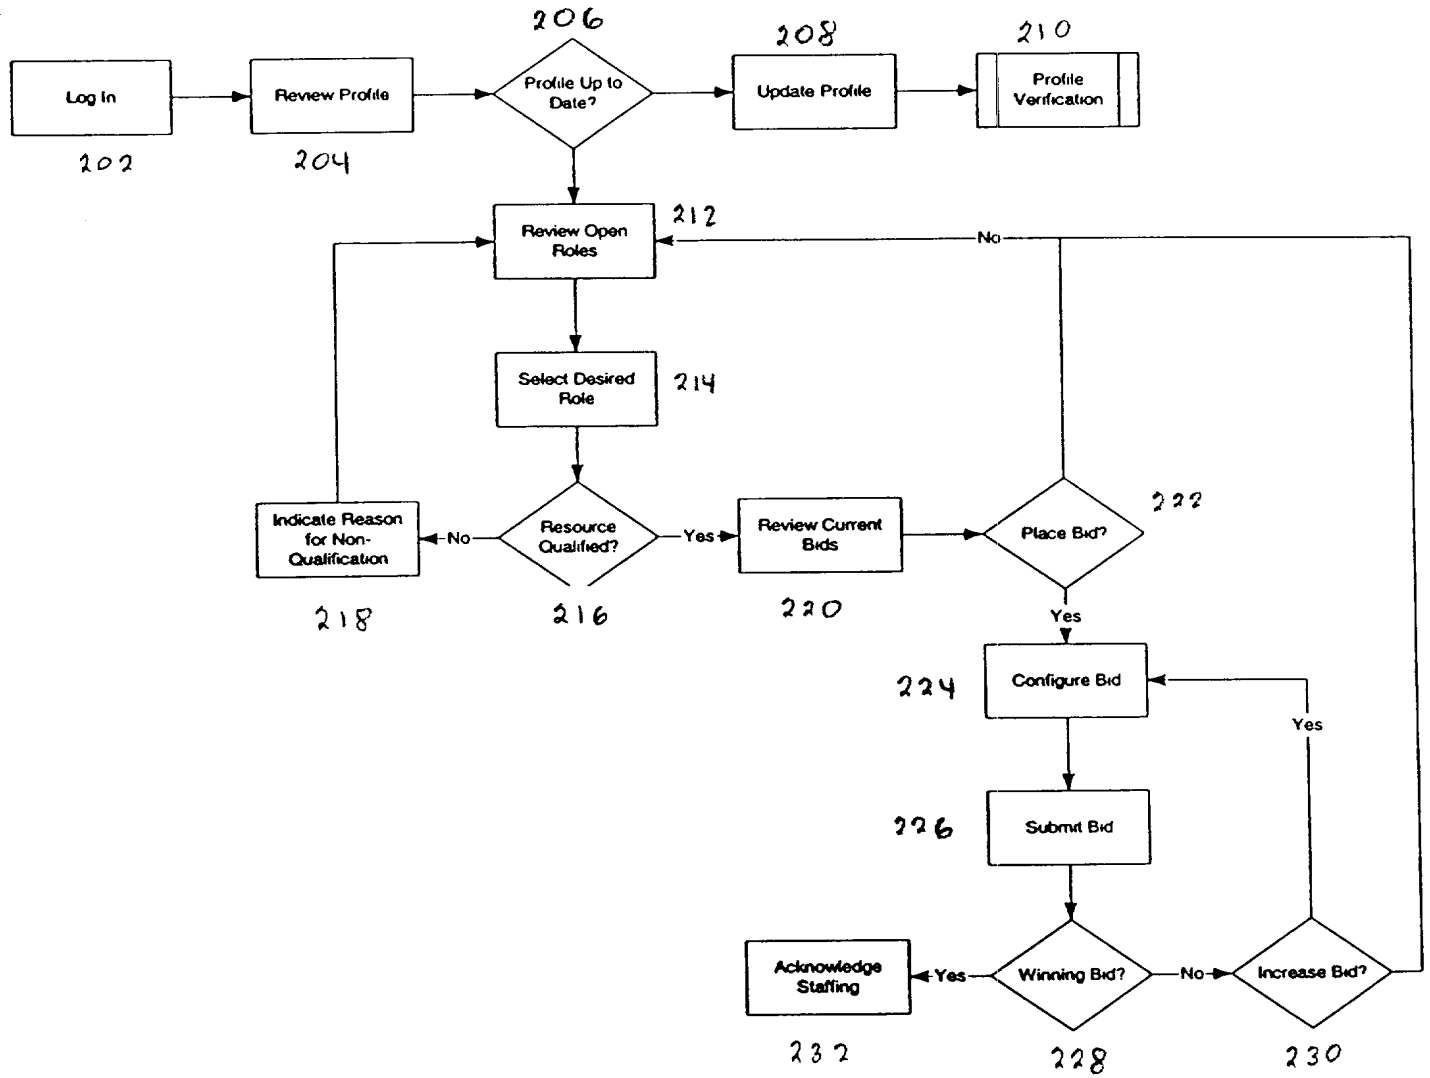 206
208
210
Log In
Review Profile
Profile Up to
Date?
Update Profile
Profile
Verification
202
204
212
Review Open
Roles
No
Select Desired
Role
214
222
Indicate Reason
for Non-
Qualification
No
Resource
Qualified?
Yes
Review Current
Bids
Place Bid?
218
216
220
Yes
224
Configure Bid
Yes
226
Submit Bid
Acknowledge
Staffing
Yes
Winning Bid?
No
Increase Bid?
232
228
230